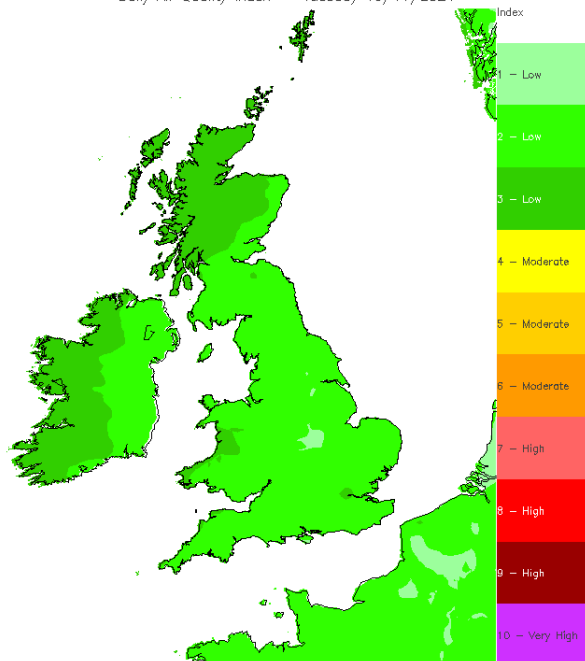 Index
1 – Low
2 – Low
3 – Low
4 – Moderate
5 – Moderate
6 – Moderate
7 – High
8 – High
9 – High
10 – Very High